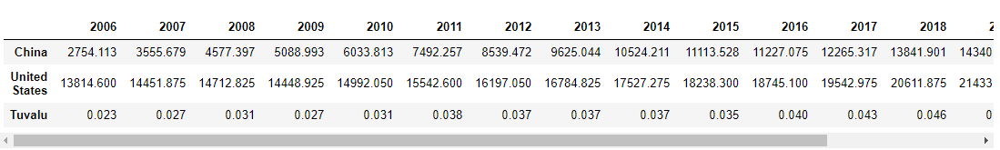 2006 2007 2008 2009 2010 2011 2012 2013 2014 2015 2016 2017 2018 2
China 2754.113 3555.679 4577.397 5088.993 6033.813 7492.257 8539.472 9625.044 10524.211 11113.528 11227.075 12265.317 13841.901 14340
United
States 13814.600 14451.875 14712.825 14448.925 14992.050 15542.600 16197.050 16784.825 17527.275 18238.300 18745.100 19542.975 20611.875 21433
Tuvalu 0.023 0.027 0.031 0.027 0.031 0.038 0.037 0.037 0.037 0.035 0.040 0.043 0.046 0